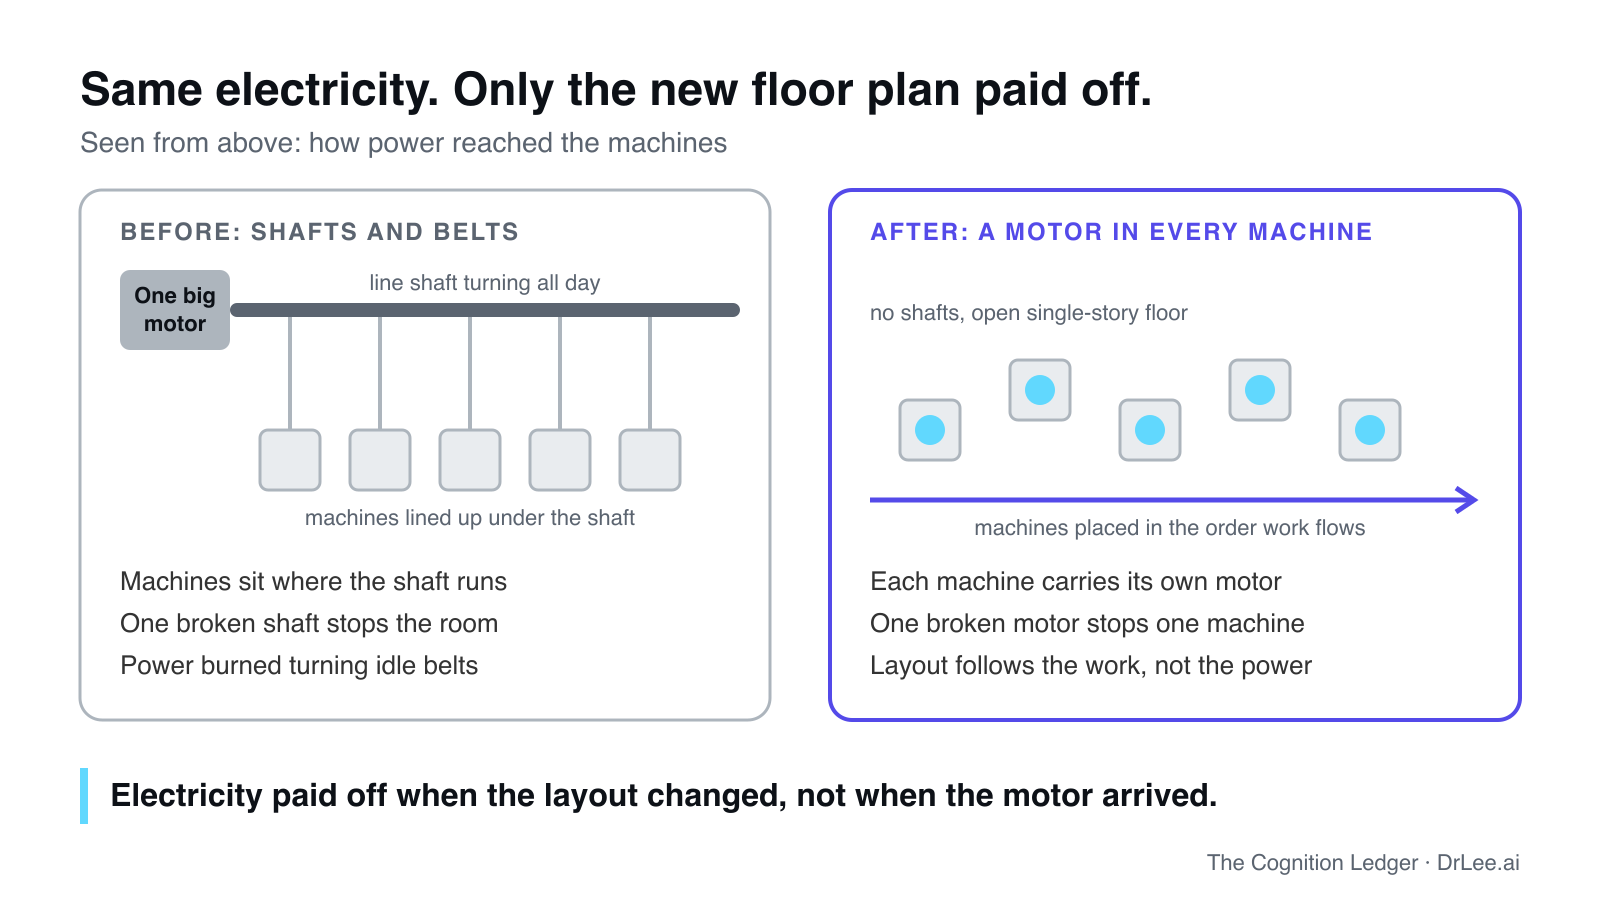 Same electricity. Only the new floor plan paid off.
Seen from above: how power reached the machines
BEFORE: SHAFTS AND BELTS
One big
motor
line shaft turning all day
machines lined up under the shaft
Machines sit where the shaft runs
One broken shaft stops the room
Power burned turning idle belts
AFTER: A MOTOR IN EVERY MACHINE
no shafts, open single-story floor
machines placed in the order work flows
Each machine carries its own motor
One broken motor stops one machine
Layout follows the work, not the power
Electricity paid off when the layout changed, not when the motor arrived.
The Cognition Ledger · DrLee.ai